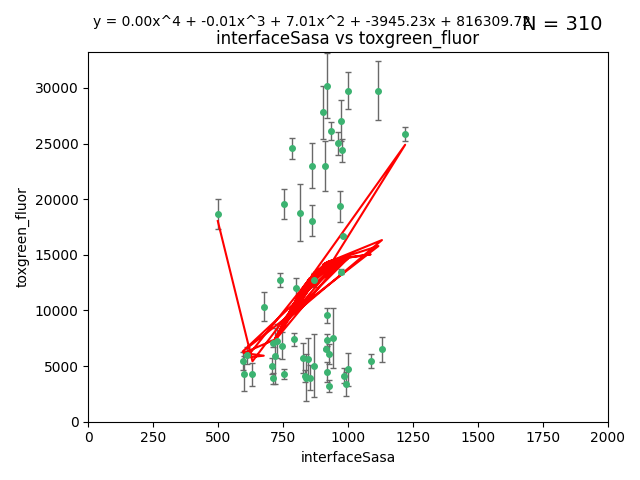 y = 0.00x^4 + -0.01x^3 + 7.01x^2 + -3945.23x + 816309.72
N = 310
interfaceSasa vs toxgreen_fluor
30000
25000
20000
15000
10000
5000
0
toxgreen_fluor
0 250 500 750 1000 1250 1500 1750 2000
interfaceSasa